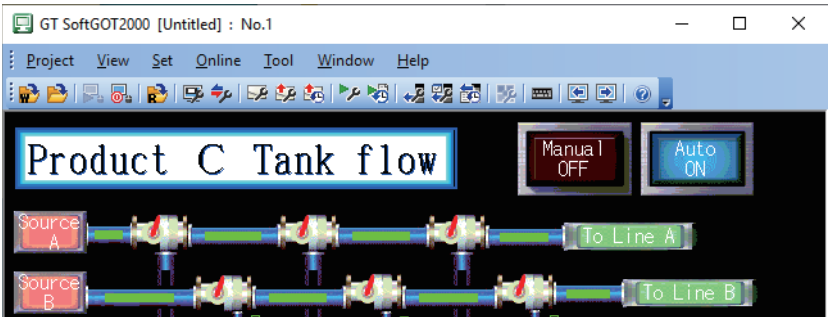 GT SoftGOT2000 [Untitled] : No.1
Project View Set Online Tool Window Help
Product C Tank flow
Manual
OFF
Auto
ON
Source
A
To Line A
Source
B
To Line B